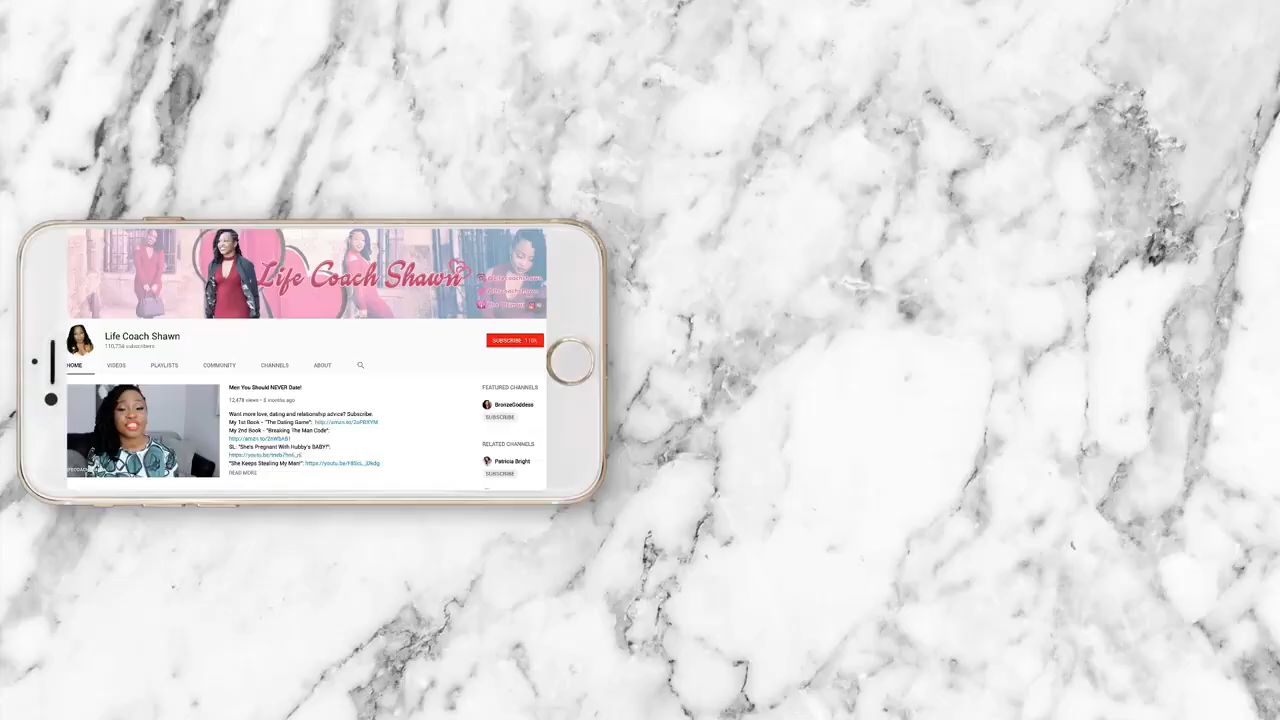 Life Coach Shawn
Life Coach Shawn
110,754 subscribers
SUBSCRIBE 110K
HOME
VIDEOS
PLAYLISTS
COMMUNITY
CHANNELS
ABOUT
Men You Should NEVER Date!
12,478 views • 8 months ago
Want more love, dating and relationship advice? Subscribe:
My 1st Book - "The Dating Game":
My 2nd Book - "Breaking The Man Code":
SL: "She's Pregnant With Hubby's BABY!":
"She Keeps Stealing My Man!":
READ MORE
FEATURED CHANNELS
BronzeGoddess
SUBSCRIBE
RELATED CHANNELS
Patricia Bright
SUBSCRIBE